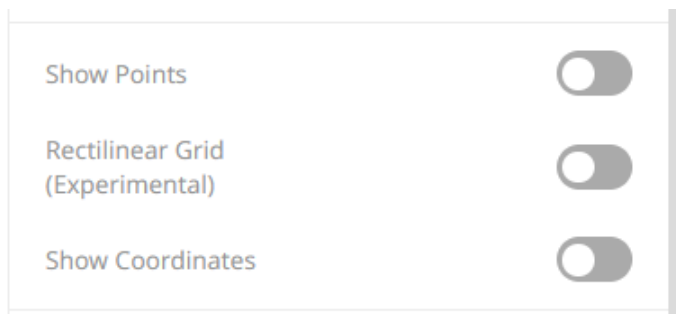 Show Points
Rectilinear Grid
(Experimental)
Show Coordinates